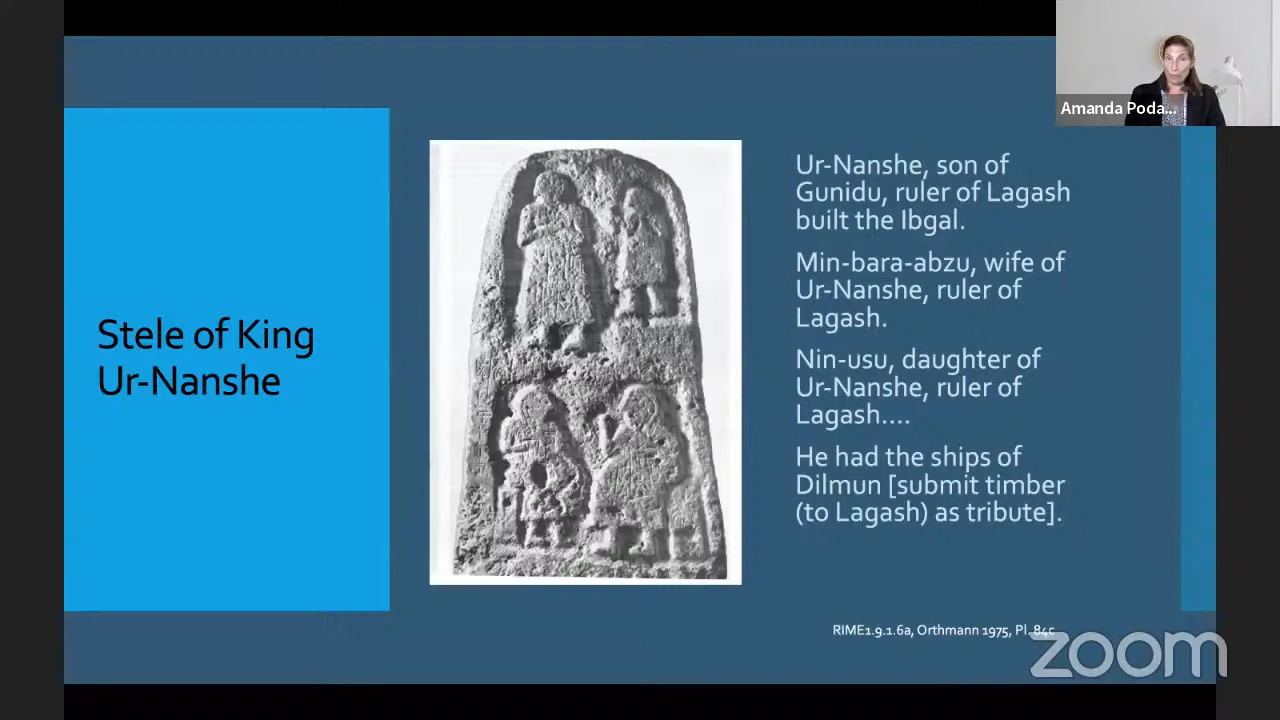 Amanda Poda...
Stele of King
Ur-Nanshe
Ur-Nanshe, son of
Gunidu, ruler of Lagash
built the Ibgal.
Min-bara-abzu, wife of
Ur-Nanshe, ruler of
Lagash.
Nin-usu, daughter of
Ur-Nanshe, ruler of
Lagash....
He had the ships of
Dilmun [submit timber
(to Lagash) as tribute].
RIME1.9.1.6a, Orthmann 1975, Pl. 84c
zoom